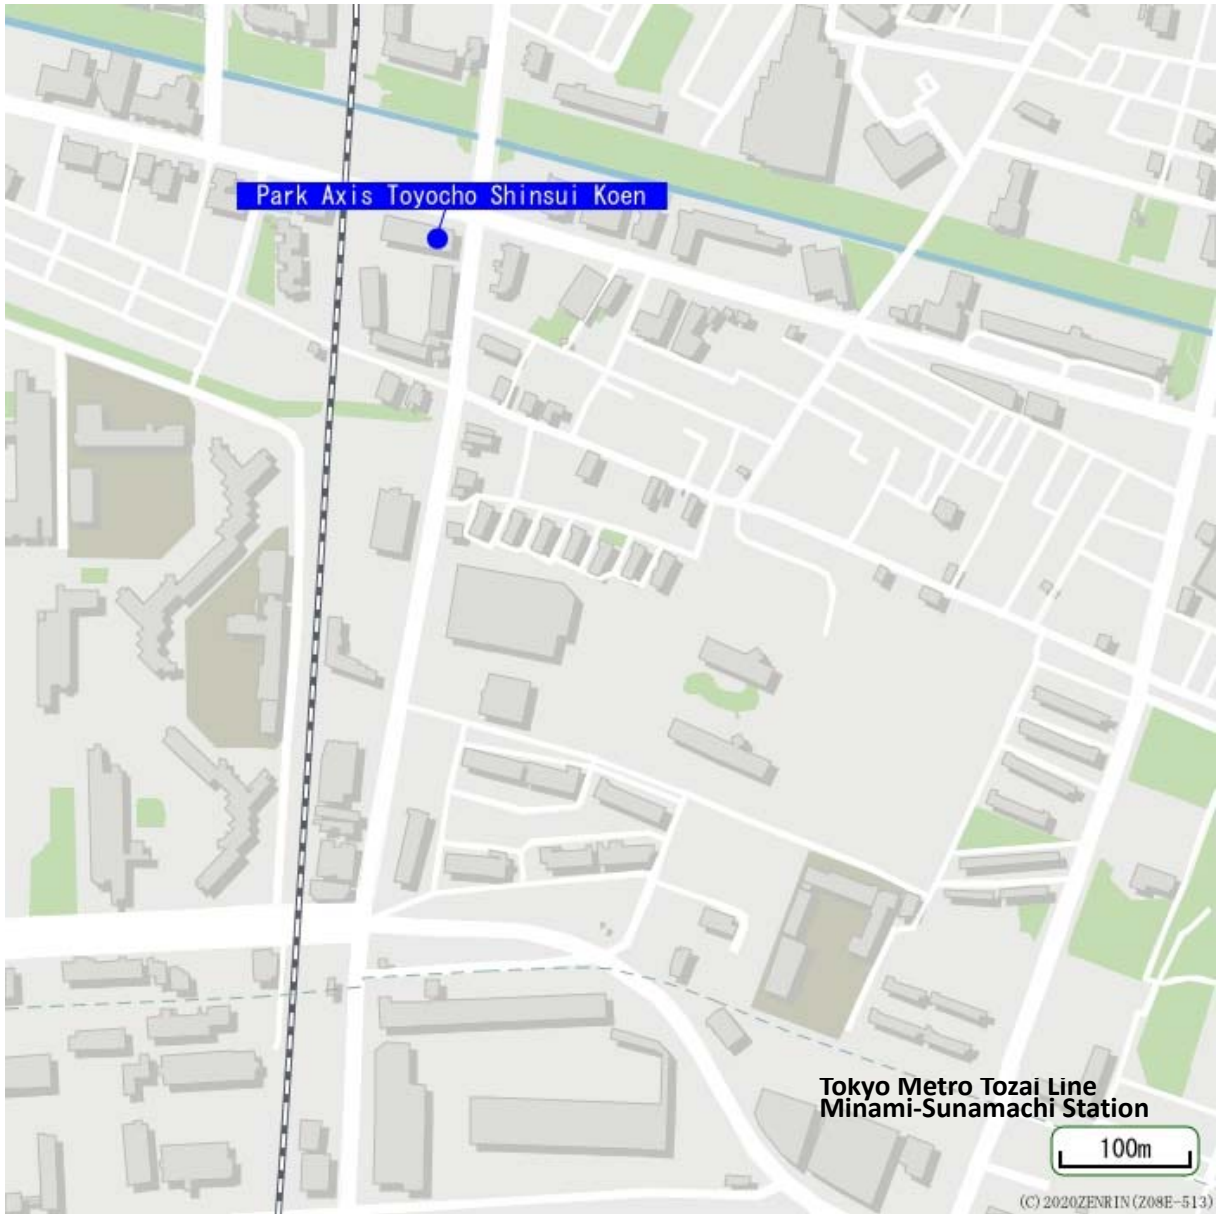 Park Axis Toyocho Shinsui Koen
Tokyo Metro Tozai Line
Minami-Sunamachi Station
100m
(C)2020ZENRIN(Z08E-513)